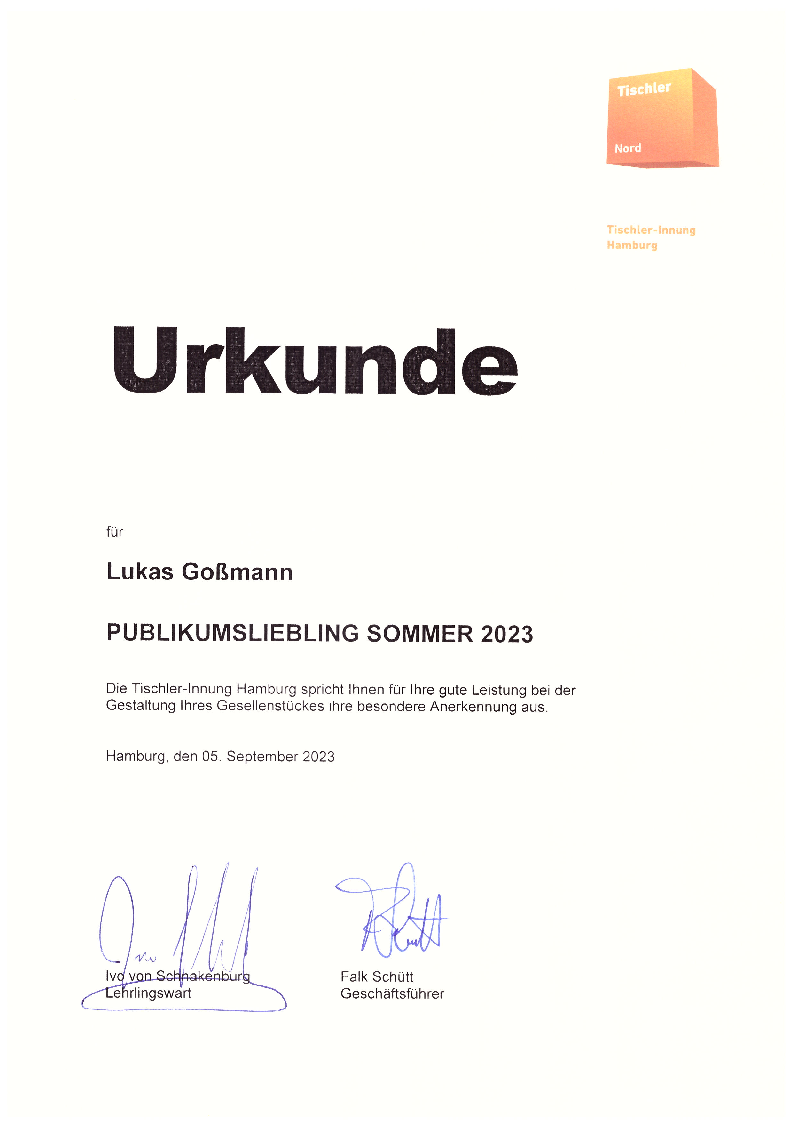 Tischler
Nord
Tischler-Innung
Hamburg
Urkunde
für
Lukas Goßmann
PUBLIKUMSLIEBLING SOMMER 2023
Die Tischler-Innung Hamburg spricht Ihnen für Ihre gute Leistung bei der
Gestaltung Ihres Gesellenstückes ihre besondere Anerkennung aus.
Hamburg, den 05. September 2023
Ivo von Schnakenburg
Lehrlingswart
Falk Schütt
Geschäftsführer